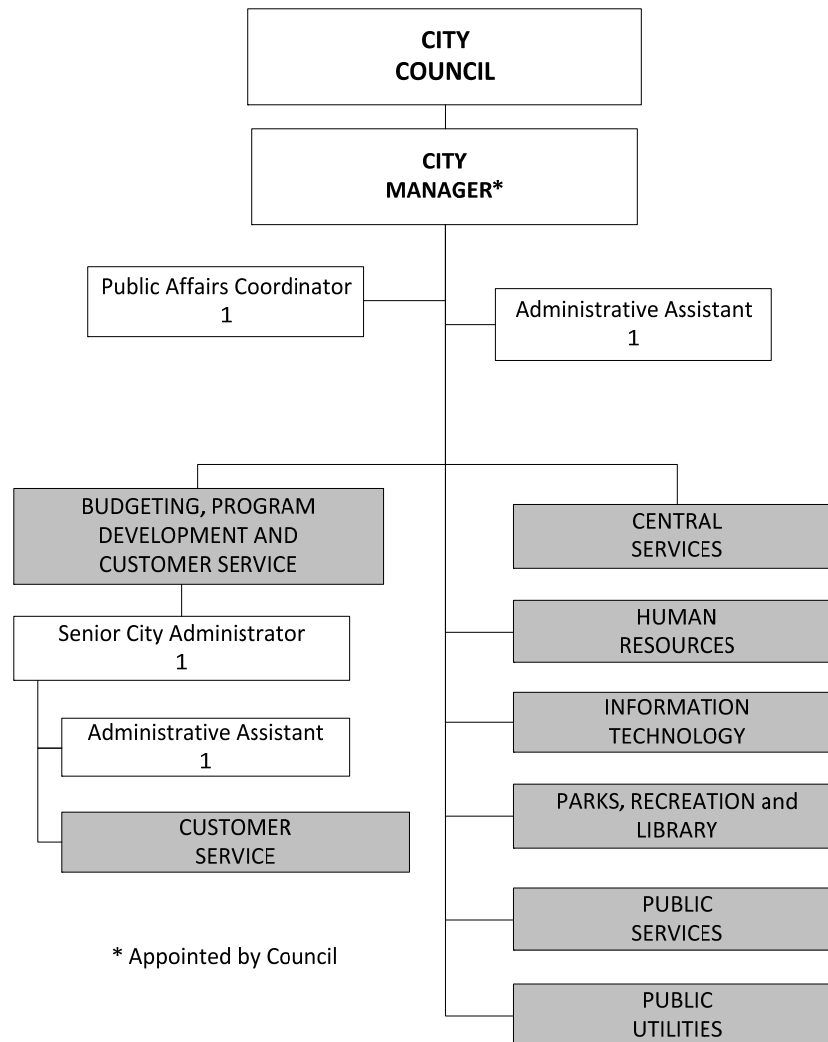 CITY
COUNCIL
CITY
MANAGER*
Public Affairs Coordinator
1
Administrative Assistant
1
BUDGETING, PROGRAM
DEVELOPMENT AND
CUSTOMER SERVICE
Senior City Administrator
1
Administrative Assistant
1
CUSTOMER
SERVICE
* Appointed by Council
CENTRAL
SERVICES
HUMAN
RESOURCES
INFORMATION
TECHNOLOGY
PARKS, RECREATION and
LIBRARY
PUBLIC
SERVICES
PUBLIC
UTILITIES